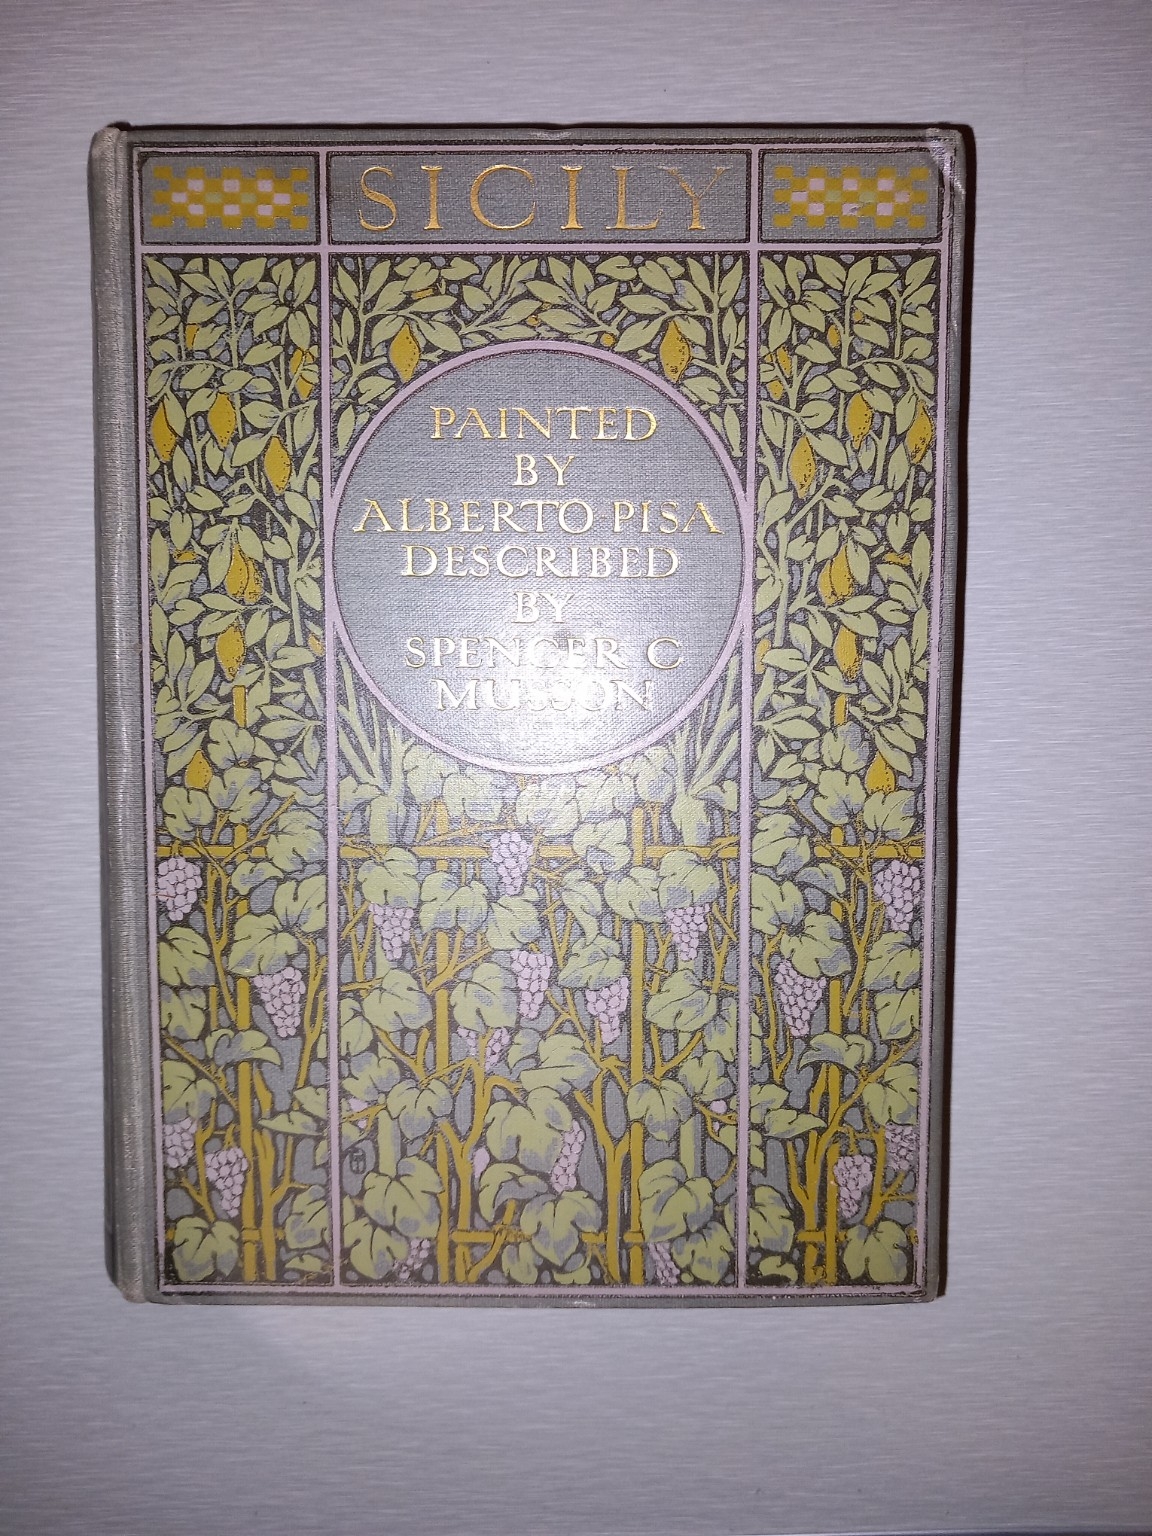 SICILY
PAINTED
BY
ALBERTO PISA
DESCRIBED
BY
SPENCER C
MUSSON